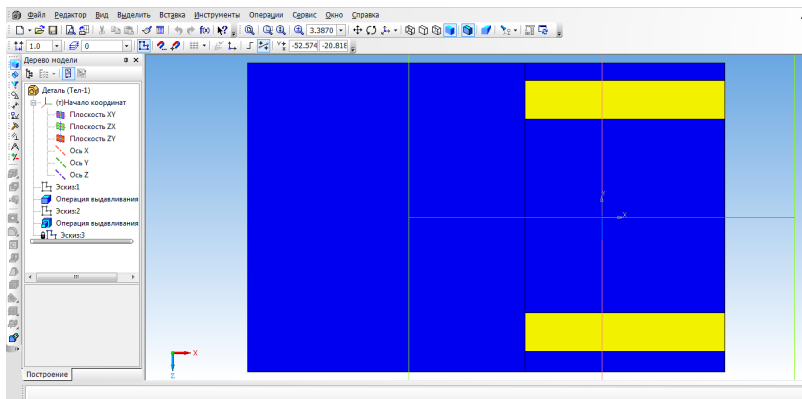 Файл Редактор Вид Выделить Вставка Инструменты Операции Сервис Окно Справка
f(x) 3.3870
1.0 0 -52.574 -20.818
Дерево модели
Деталь (Тел-1)
(т)Начало координат
Плоскость XY
Плоскость ZX
Плоскость ZY
Ось X
Ось Y
Ось Z
Эскиз:1
Операция выдавливания
Эскиз:2
Операция выдавливания
Эскиз:3
Y
X
X
Z
Построение